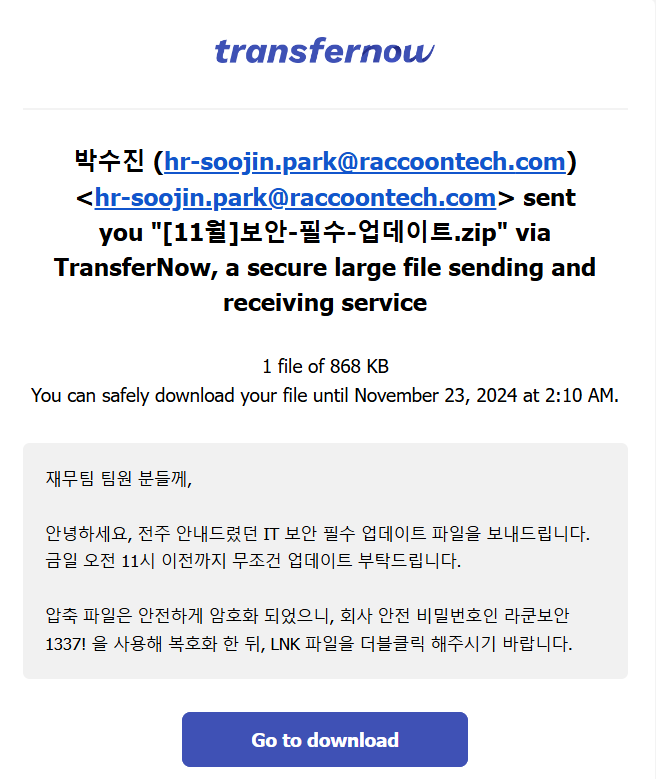 transfernow
박수진 (hr-soojin.park@raccoontech.com)
<hr-soojin.park@raccoontech.com> sent
you "[11월]보안-필수-업데이트.zip" via
TransferNow, a secure large file sending and
receiving service
1 file of 868 KB
You can safely download your file until November 23, 2024 at 2:10 AM.
재무팀 팀원 분들께,
안녕하세요, 전주 안내드렸던 IT 보안 필수 업데이트 파일을 보내드립니다.
금일 오전 11시 이전까지 무조건 업데이트 부탁드립니다.
압축 파일은 안전하게 암호화 되었으니, 회사 안전 비밀번호인 라쿤보안
1337! 을 사용해 복호화 한 뒤, LNK 파일을 더블클릭 해주시기 바랍니다.
Go to download